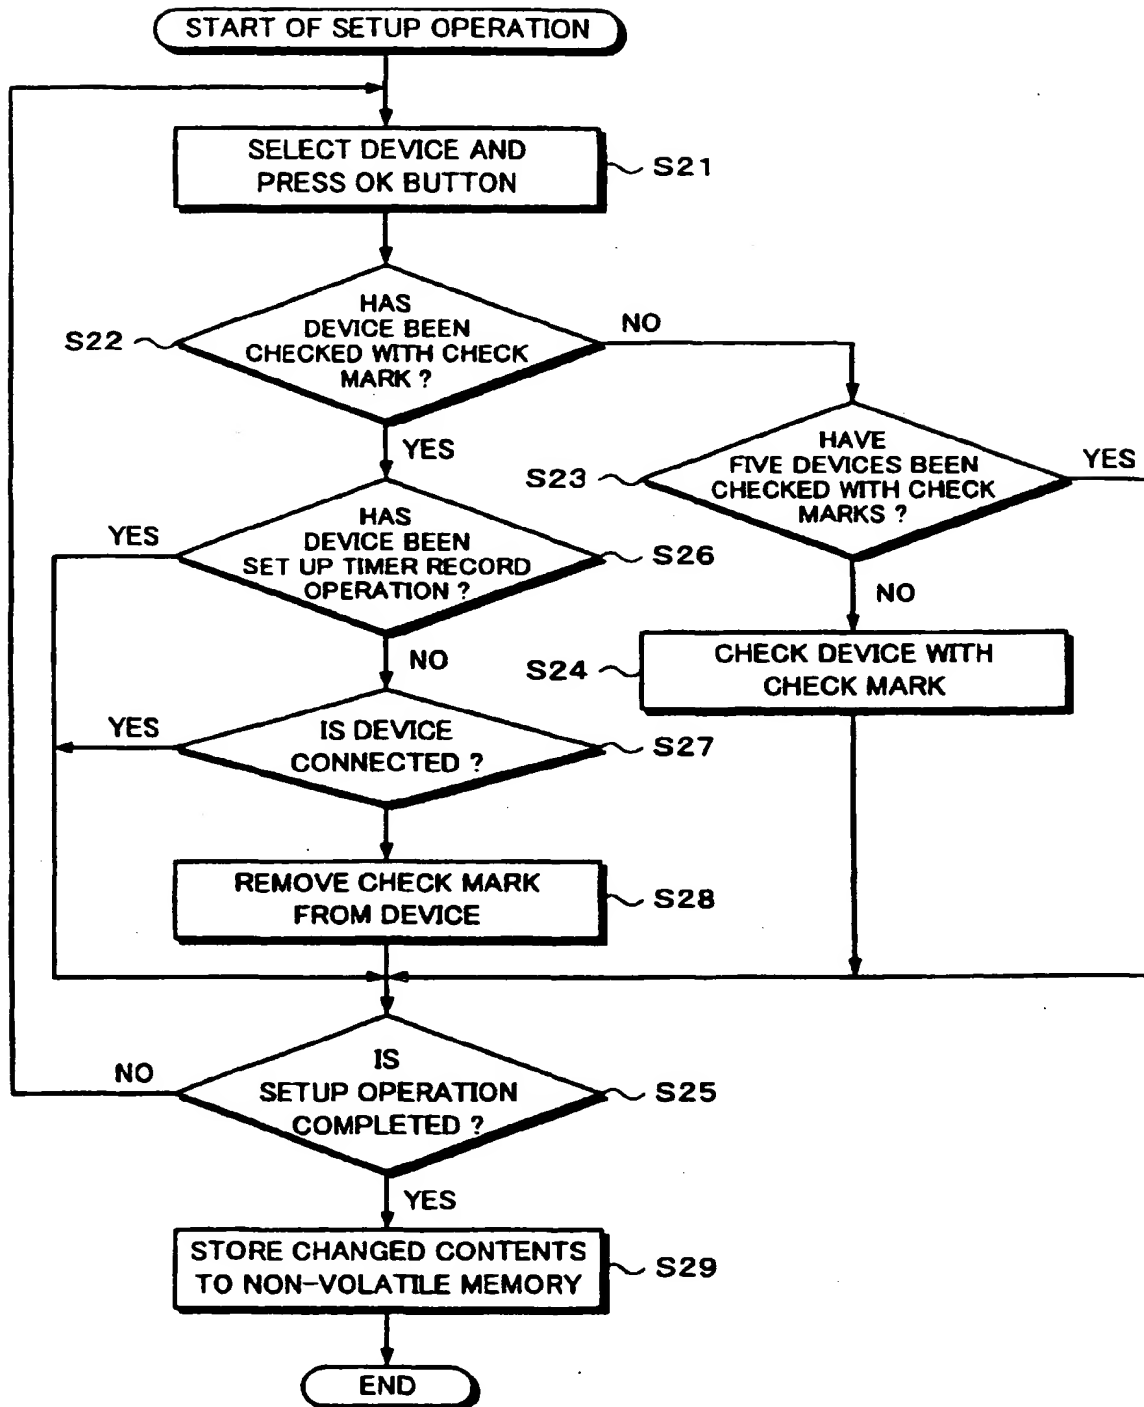 START OF SETUP OPERATION
SELECT DEVICE AND
PRESS OK BUTTON
S21
HAS
DEVICE BEEN
CHECKED WITH CHECK
MARK ?
S22
NO
YES
HAVE
FIVE DEVICES BEEN
CHECKED WITH CHECK
MARKS ?
S23
YES
NO
HAS
DEVICE BEEN
SET UP TIMER RECORD
OPERATION ?
S26
YES
NO
CHECK DEVICE WITH
CHECK MARK
S24
IS DEVICE
CONNECTED ?
S27
YES
REMOVE CHECK MARK
FROM DEVICE
S28
IS
SETUP OPERATION
COMPLETED ?
S25
NO
YES
STORE CHANGED CONTENTS
TO NON-VOLATILE MEMORY
S29
END